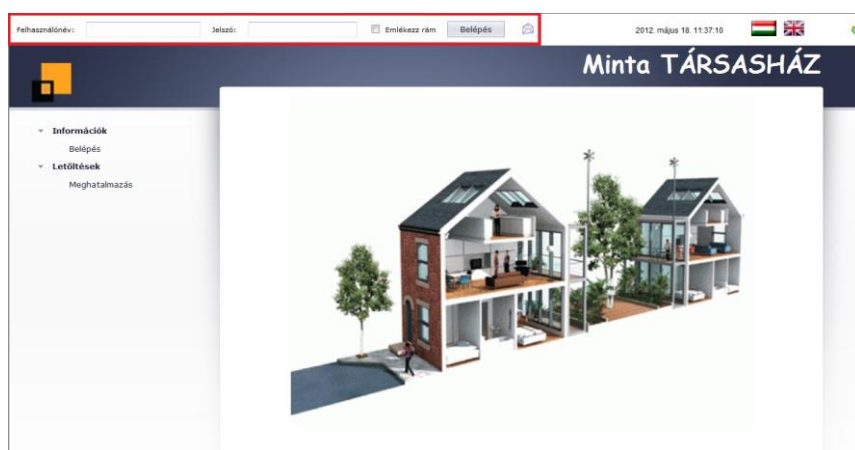 Felhasználónév: Jelszó: Emlékezz rám Belépés 2012. május 18. 11:37:10
Minta TÁRSASHÁZ
Információk
Belépés
Letöltések
Meghatalmazás